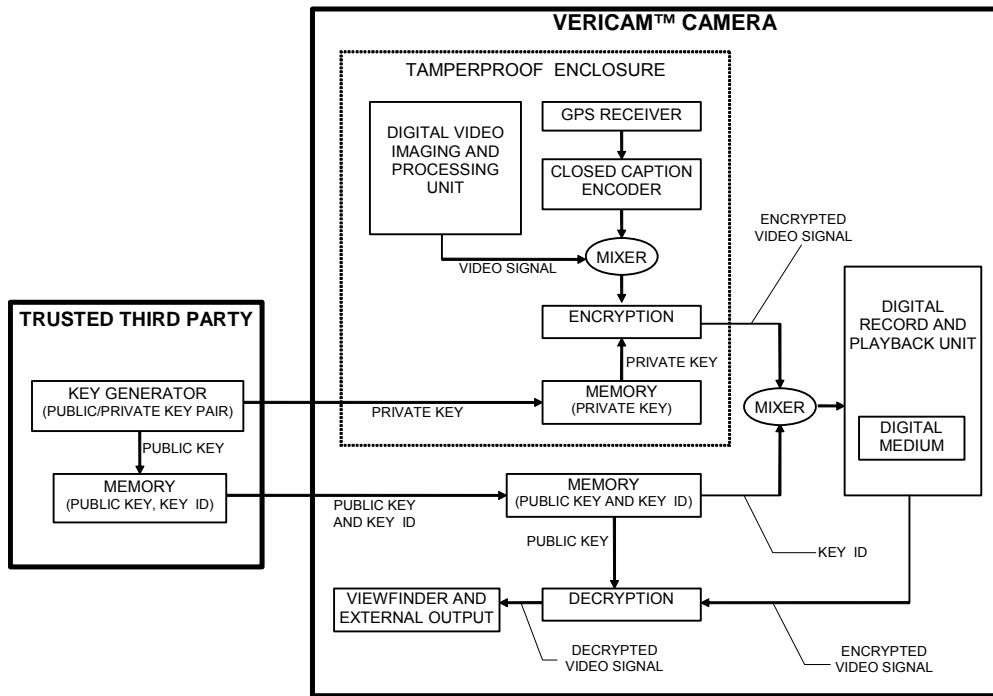 VERICAM™ CAMERA
TAMPERPROOF ENCLOSURE
DIGITAL VIDEO
IMAGING AND
PROCESSING
UNIT
GPS RECEIVER
CLOSED CAPTION
ENCODER
MIXER
VIDEO SIGNAL
ENCRYPTION
PRIVATE KEY
MEMORY
(PRIVATE KEY)
ENCRYPTED
VIDEO SIGNAL
DIGITAL
RECORD AND
PLAYBACK UNIT
DIGITAL
MEDIUM
MIXER
TRUSTED THIRD PARTY
KEY GENERATOR
(PUBLIC/PRIVATE KEY PAIR)
PRIVATE KEY
PUBLIC KEY
MEMORY
(PUBLIC KEY, KEY ID)
PUBLIC KEY
AND KEY ID
MEMORY
(PUBLIC KEY AND KEY ID)
KEY ID
PUBLIC KEY
DECRYPTION
VIEWFINDER AND
EXTERNAL OUTPUT
DECRYPTED
VIDEO SIGNAL
ENCRYPTED
VIDEO SIGNAL